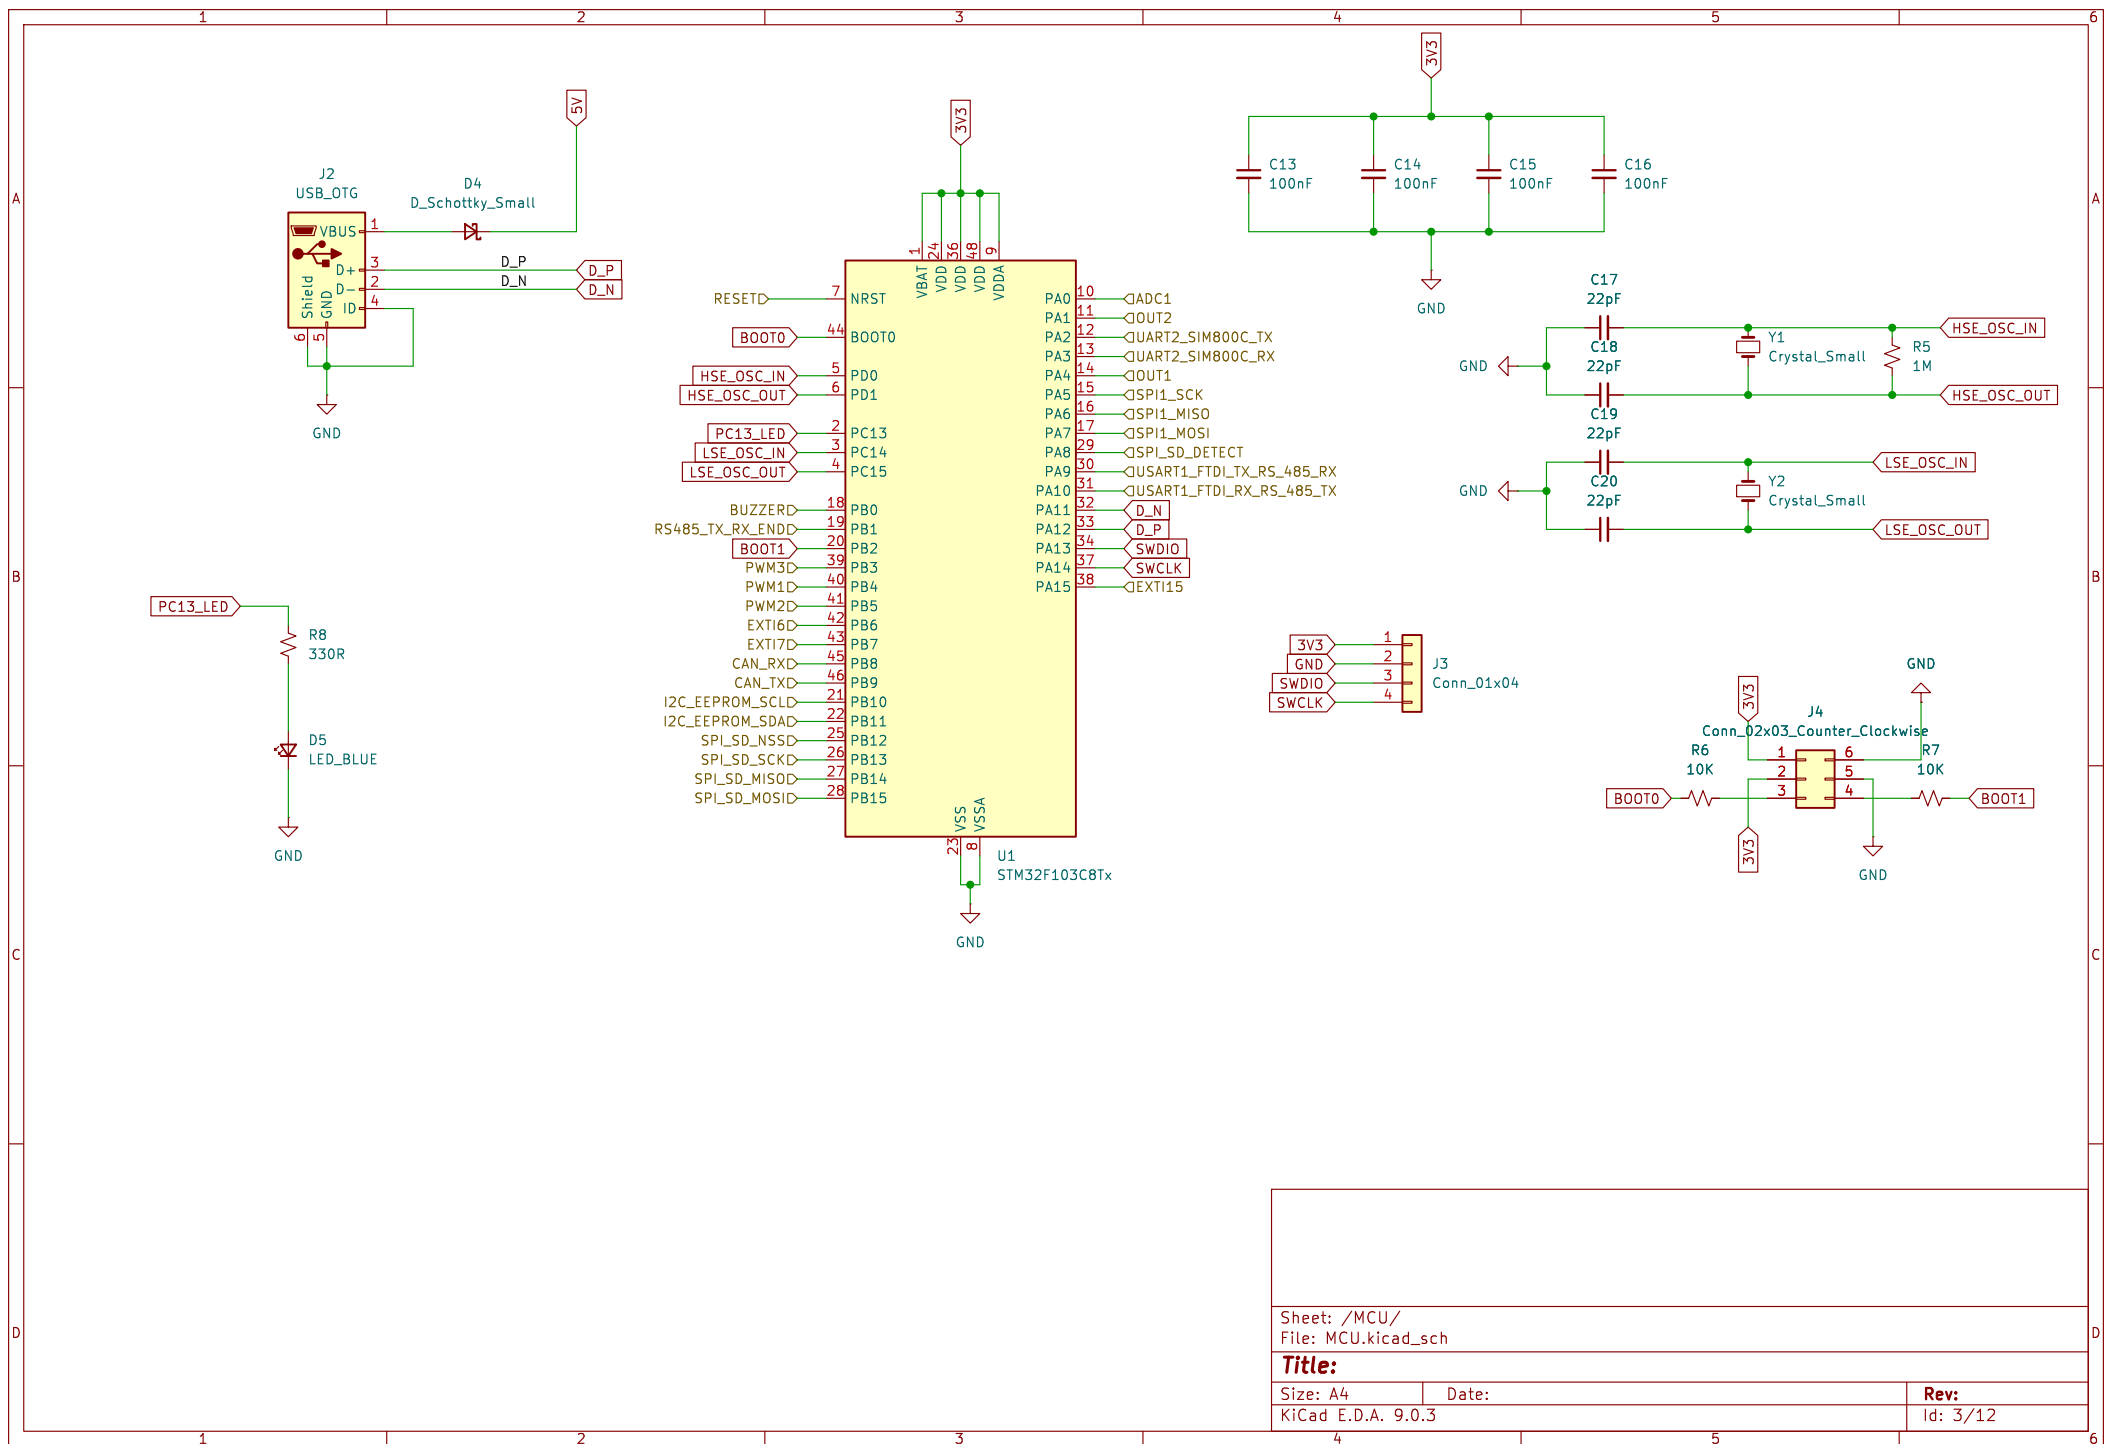 1 2 3 4 5 6
A
B
C
D
A
B
C
D
1 2 3 4 5 6
5V
J2
USB_OTG
VBUS 1
D+ 3
D- 2
ID 4
Shield
GND
6 5
GND
D4
D_Schottky_Small
D_P
D_N
D_P
D_N
PC13_LED
R8
330R
D5
LED_BLUE
GND
3V3
1 24 36 48 9
VBAT VDD VDD VDD VDDA
RESET 7 NRST
BOOT0 44 BOOT0
HSE_OSC_IN 5 PD0
HSE_OSC_OUT 6 PD1
PC13_LED 2 PC13
LSE_OSC_IN 3 PC14
LSE_OSC_OUT 4 PC15
BUZZER 18 PB0
RS485_TX_RX_END 19 PB1
BOOT1 20 PB2
PWM3 39 PB3
PWM1 40 PB4
PWM2 41 PB5
EXTI6 42 PB6
EXTI7 43 PB7
CAN_RX 45 PB8
CAN_TX 46 PB9
I2C_EEPROM_SCL 21 PB10
I2C_EEPROM_SDA 22 PB11
SPI_SD_NSS 25 PB12
SPI_SD_SCK 26 PB13
SPI_SD_MISO 27 PB14
SPI_SD_MOSI 28 PB15
PA0 10 ADC1
PA1 11 OUT2
PA2 12 UART2_SIM800C_TX
PA3 13 UART2_SIM800C_RX
PA4 14 OUT1
PA5 15 SPI1_SCK
PA6 16 SPI1_MISO
PA7 17 SPI1_MOSI
PA8 29 SPI_SD_DETECT
PA9 30 USART1_FTDI_TX_RS_485_RX
PA10 31 USART1_FTDI_RX_RS_485_TX
PA11 32 D_N
PA12 33 D_P
PA13 34 SWDIO
PA14 37 SWCLK
PA15 38 EXTI15
VSS VSSA
23 8
U1
STM32F103C8Tx
GND
3V3
C13
100nF
C14
100nF
C15
100nF
C16
100nF
GND
C17
22pF
C18
22pF
GND
Y1
Crystal_Small
R5
1M
HSE_OSC_IN
HSE_OSC_OUT
C19
22pF
C20
22pF
GND
Y2
Crystal_Small
LSE_OSC_IN
LSE_OSC_OUT
3V3 1
GND 2
SWDIO 3
SWCLK 4
J3
Conn_01x04
3V3
GND
J4
Conn_02x03_Counter_Clockwise
R6
10K
R7
10K
1 6
2 5
3 4
BOOT0
BOOT1
3V3
GND
Sheet: /MCU/
File: MCU.kicad_sch
Title:
Size: A4 Date: Rev:
KiCad E.D.A. 9.0.3 Id: 3/12